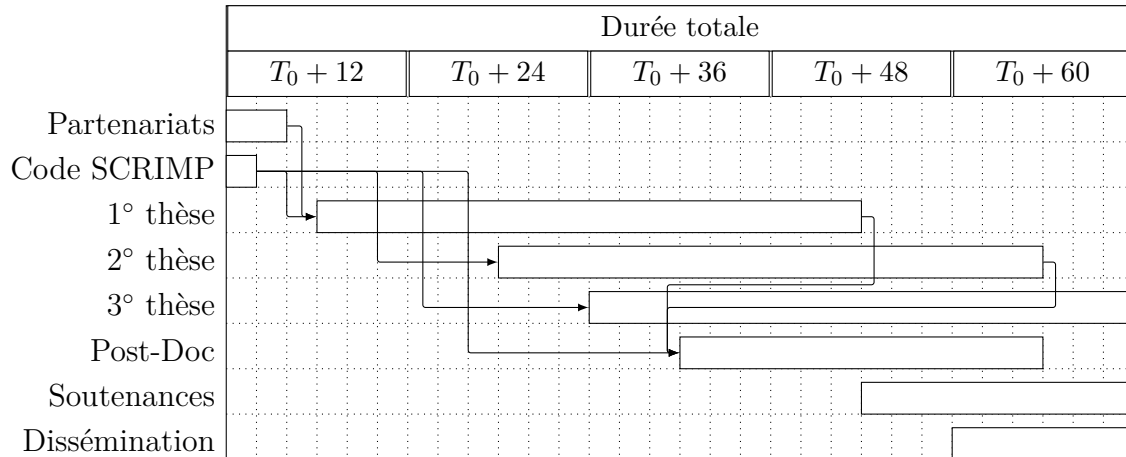 Durée totale
T₀ + 12 T₀ + 24 T₀ + 36 T₀ + 48 T₀ + 60
Partenariats
Code SCRIMP
1° thèse
2° thèse
3° thèse
Post-Doc
Soutenances
Dissémination